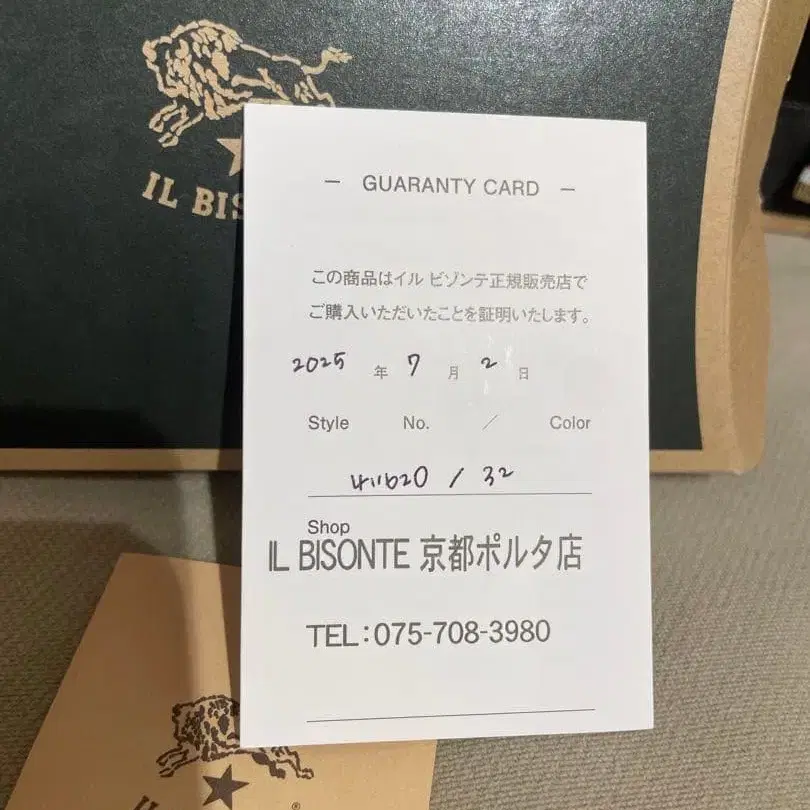 IL BIS
— GUARANTY CARD —
この商品はイル ビゾンテ正規販売店で
ご購入いただいたことを証明いたします。
2025 年 7 月 2 日
Style No. / Color
/ 32
Shop
IL BISONTE 京都ポルタ店
TEL:075-708-3980
IL
®